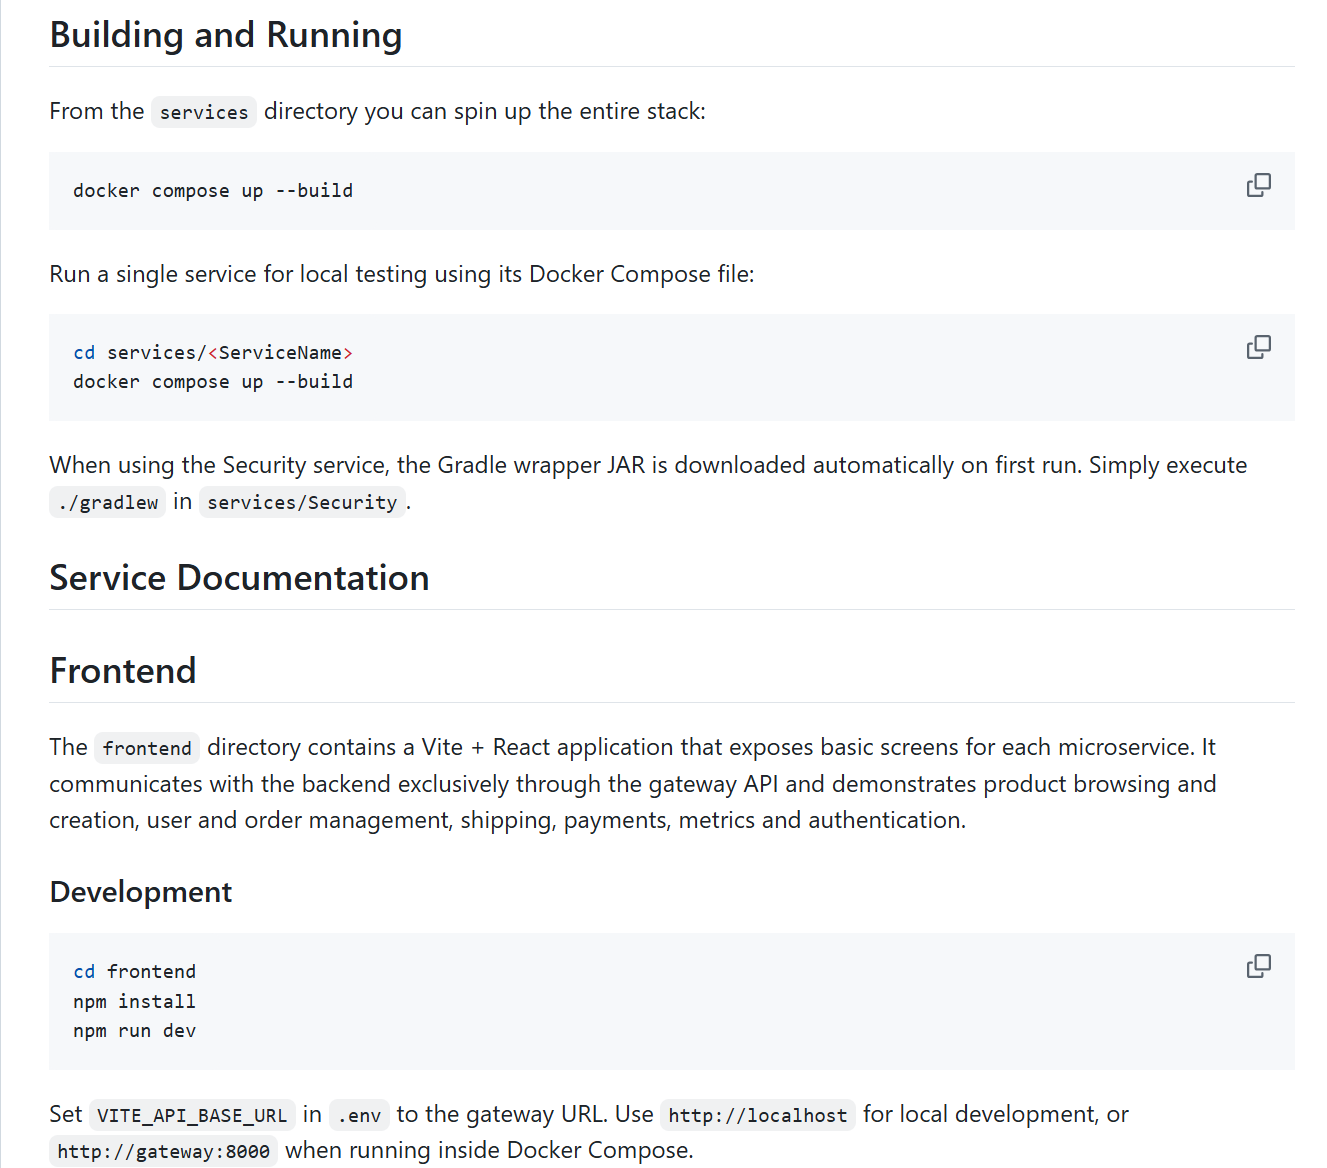 Building and Running
From the services directory you can spin up the entire stack:
docker compose up --build
Run a single service for local testing using its Docker Compose file:
cd services/<ServiceName>
docker compose up --build
When using the Security service, the Gradle wrapper JAR is downloaded automatically on first run. Simply execute
./gradlew in services/Security.
Service Documentation
Frontend
The frontend directory contains a Vite + React application that exposes basic screens for each microservice. It
communicates with the backend exclusively through the gateway API and demonstrates product browsing and
creation, user and order management, shipping, payments, metrics and authentication.
Development
cd frontend
npm install
npm run dev
Set VITE_API_BASE_URL in .env to the gateway URL. Use http://localhost for local development, or
http://gateway:8000 when running inside Docker Compose.